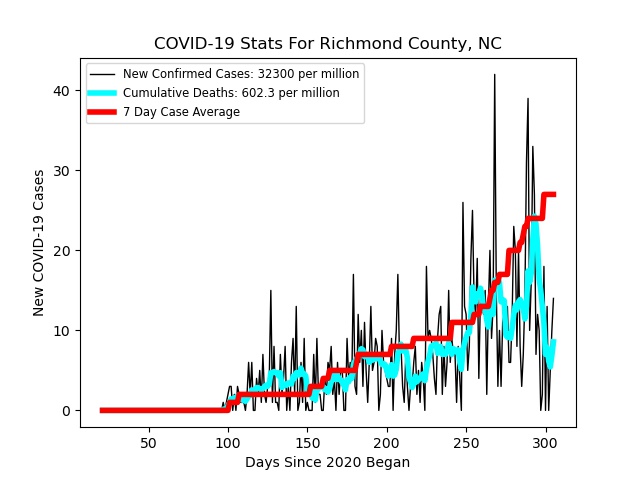 COVID-19 Stats For Richmond County, NC
New Confirmed Cases: 32300 per million
Cumulative Deaths: 602.3 per million
7 Day Case Average
40
30
20
10
0
New COVID-19 Cases
50 100 150 200 250 300
Days Since 2020 Began